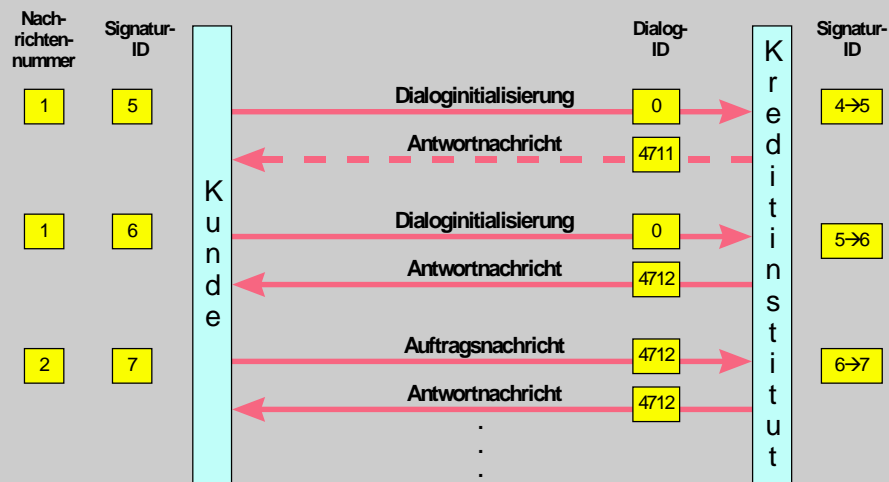 Nach-
richten-
nummer
Signatur-
ID
Dialog-
ID
Signatur-
ID
Kunde
Kreditinstitut
1
5
Dialoginitialisierung
0
4→5
Antwortnachricht
4711
1
6
Dialoginitialisierung
0
5→6
Antwortnachricht
4712
2
7
Auftragsnachricht
4712
6→7
Antwortnachricht
4712
.
.
.